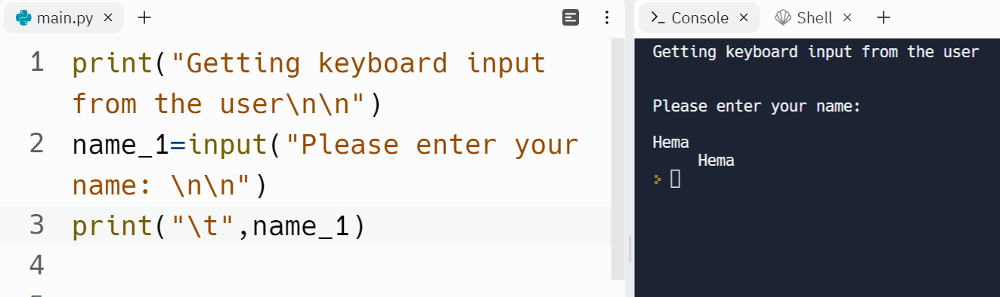 main.py × +
1 print("Getting keyboard input
from the user\n\n")
2 name_1=input("Please enter your
name: \n\n")
3 print("\t",name_1)
4
>_ Console × Shell × +
Getting keyboard input from the user
Please enter your name:
Hema
Hema
>